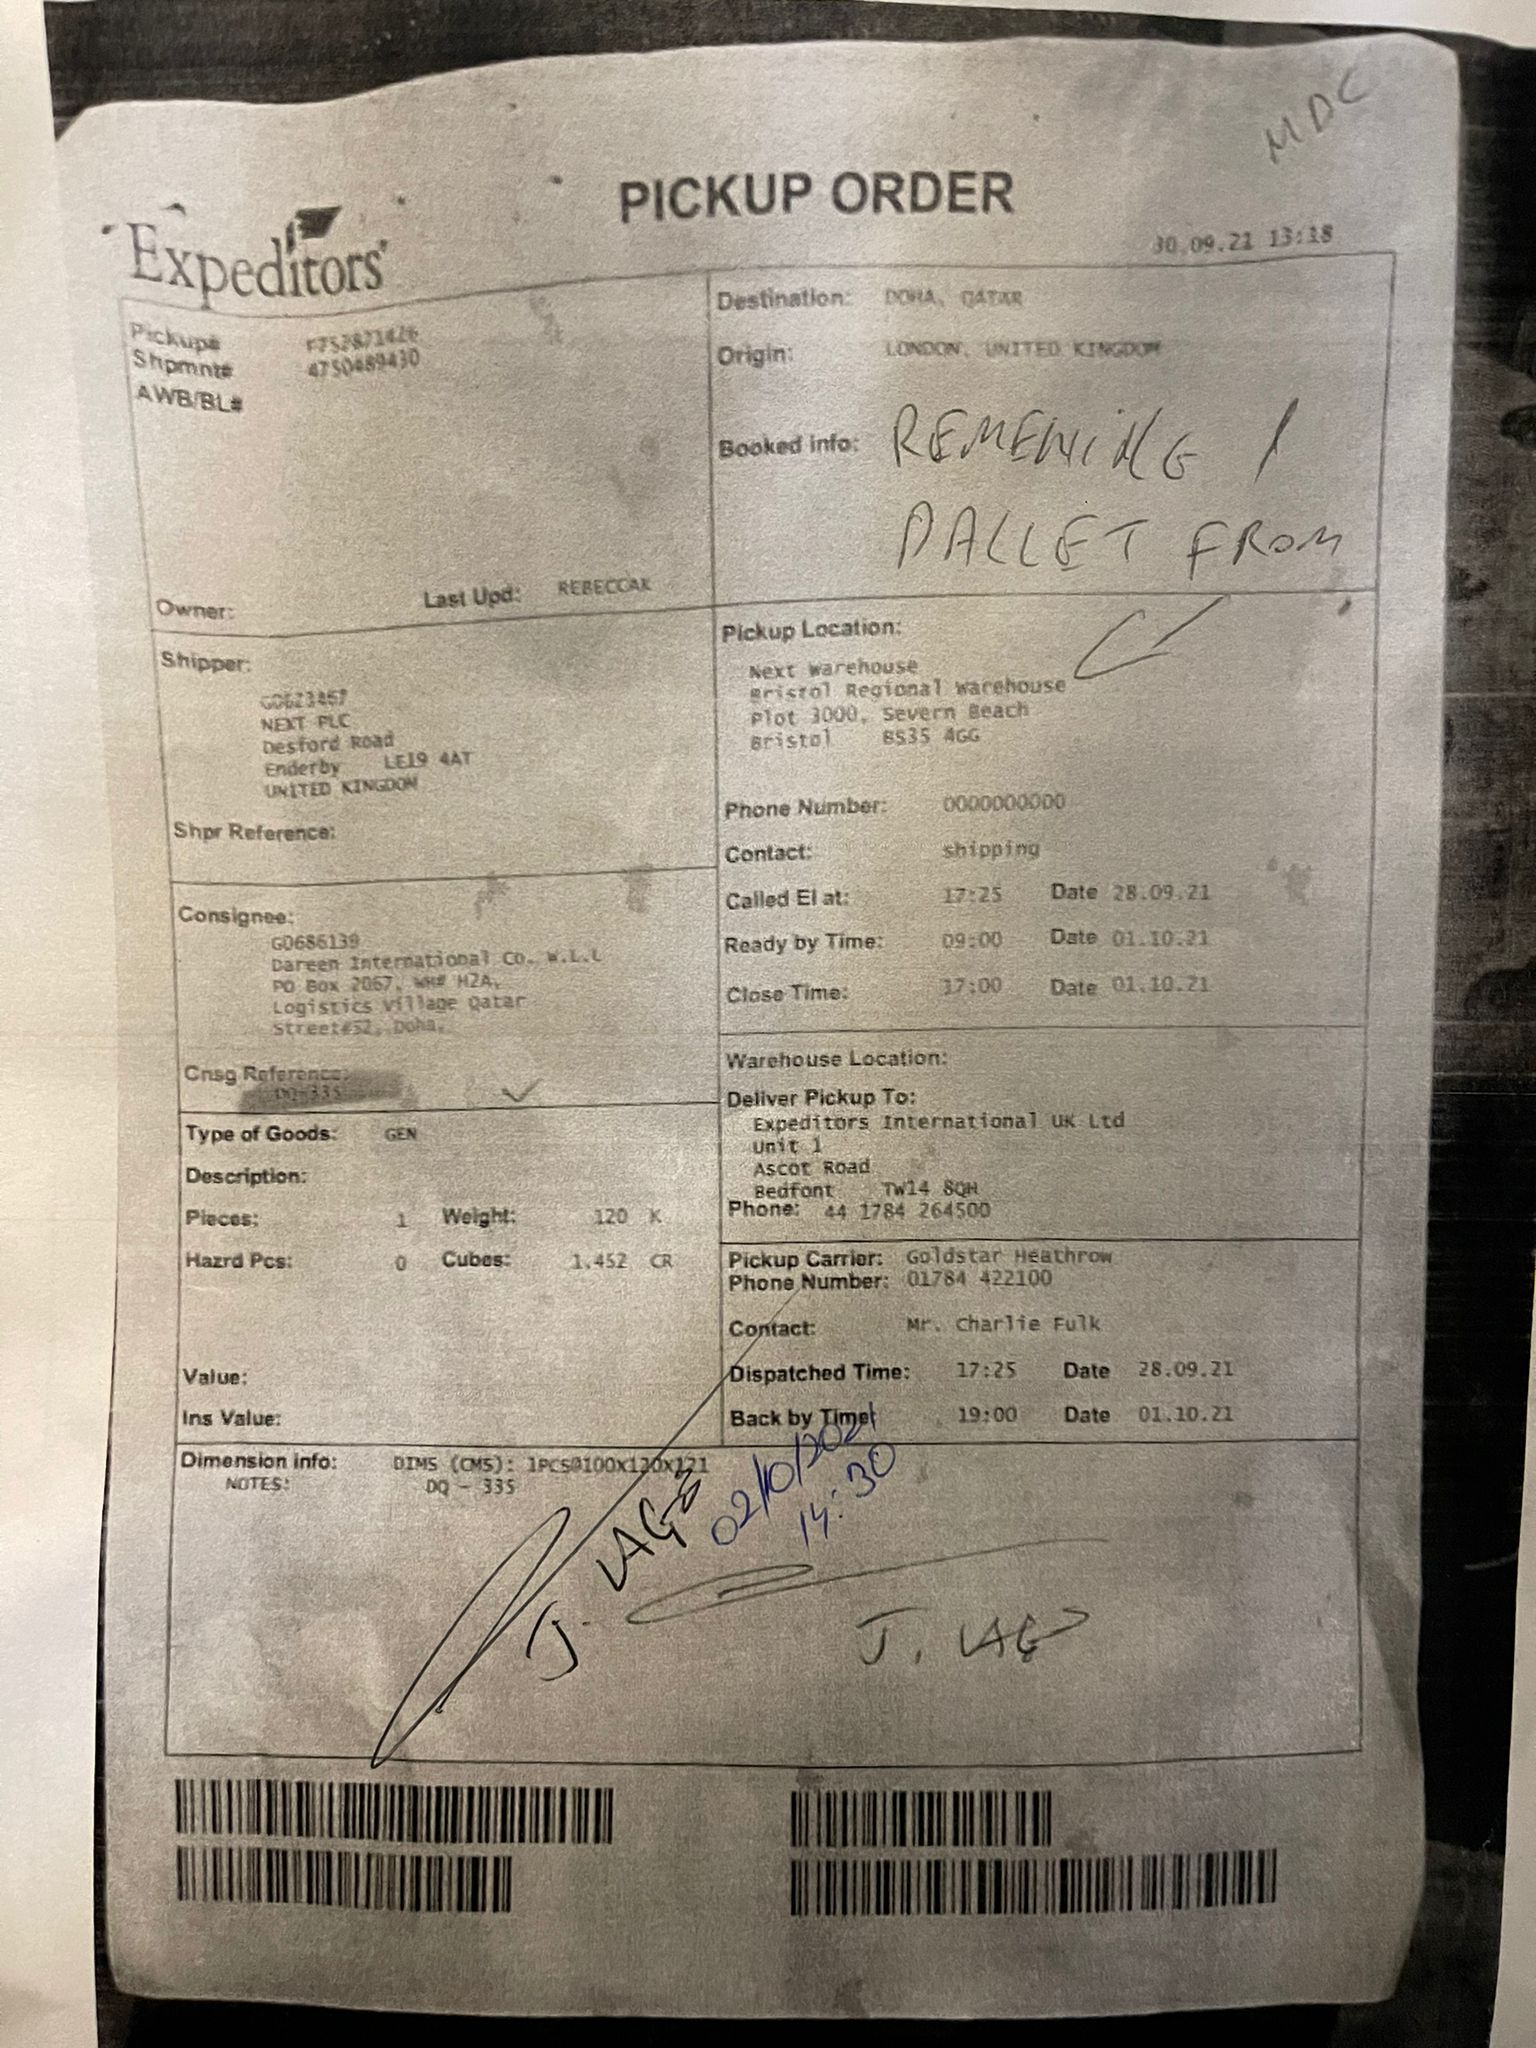 MDC
PICKUP ORDER
Expeditors
30.09.21 13:18
Pickup#
Shpmnt# 4750489430
AWB/BL#
Owner: Last Upd: REBECCAK
Destination: DOHA, QATAR
Origin: LONDON, UNITED KINGDOM
Booked info: REMENING 1
PALLET FROM
Shipper:
G0623467
NEXT PLC
Desford Road
Enderby LE19 4AT
UNITED KINGDOM
Shpr Reference:
Pickup Location:
Next Warehouse
Bristol Regional Warehouse
Plot 3000, Severn Beach
Bristol BS35 4GG
Phone Number: 0000000000
Contact: shipping
Called EI at: 17:25 Date 28.09.21
Ready by Time: 09:00 Date 01.10.21
Close Time: 17:00 Date 01.10.21
Consignee:
G0686139
Dareen International Co. W.L.L
PO Box 2067, WH# H2A,
Logistics Village Qatar
Street#52, Doha,
Cnsg Reference:
DQ-335
Warehouse Location:
Deliver Pickup To:
Expeditors International UK Ltd
Unit 1
Ascot Road
Bedfont TW14 8QH
Phone: 44 1784 264500
Type of Goods: GEN
Description:
Pieces: 1 Weight: 120 K
Hazrd Pcs: 0 Cubes: 1.452 CR
Value:
Ins Value:
Pickup Carrier: Goldstar Heathrow
Phone Number: 01784 422100
Contact: Mr. Charlie Fulk
Dispatched Time: 17:25 Date 28.09.21
Back by Time: 19:00 Date 01.10.21
Dimension info: DIMS (CMS): 1PCS@100x120x121
NOTES: DQ - 335
02/10/2021
14:30
J.
J.